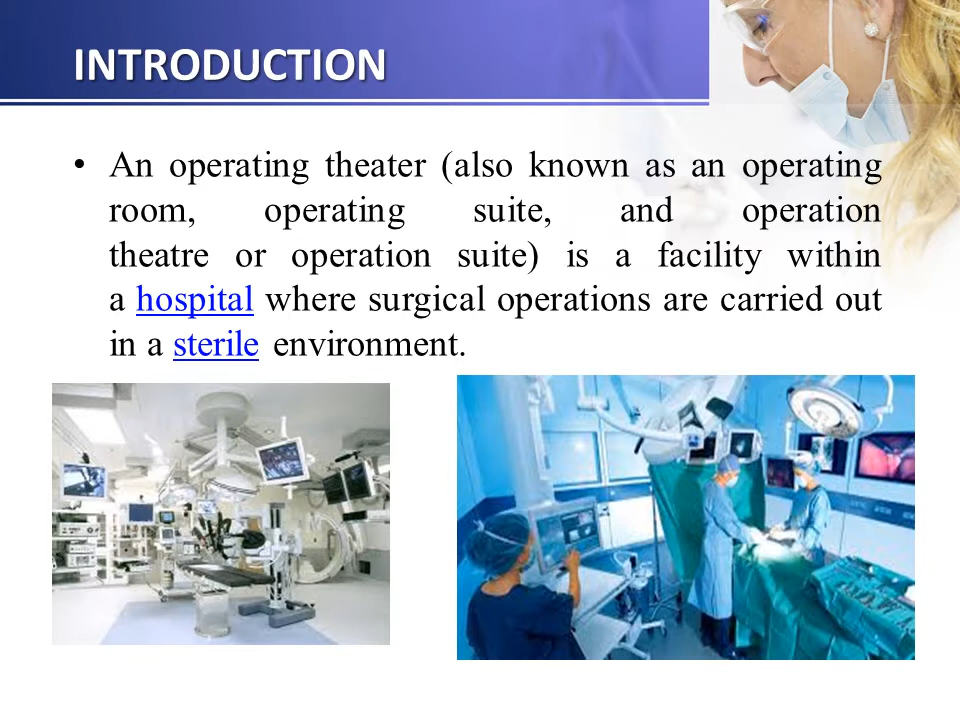 INTRODUCTION
• An operating theater (also known as an operating
room, operating suite, and operation
theatre or operation suite) is a facility within
a hospital where surgical operations are carried out
in a sterile environment.